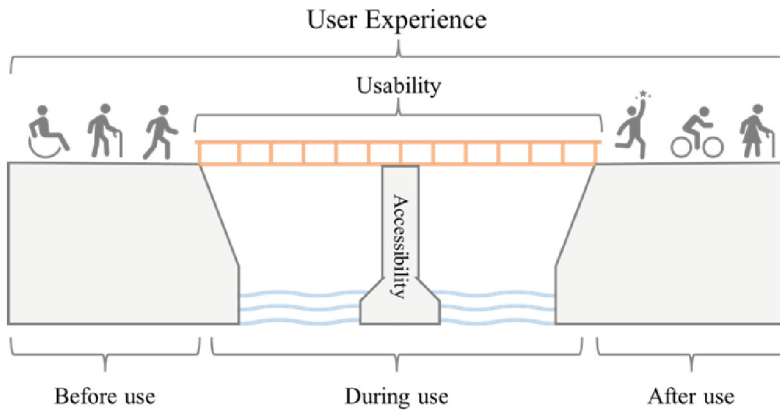 User Experience
Usability
Accessibility
Before use
During use
After use